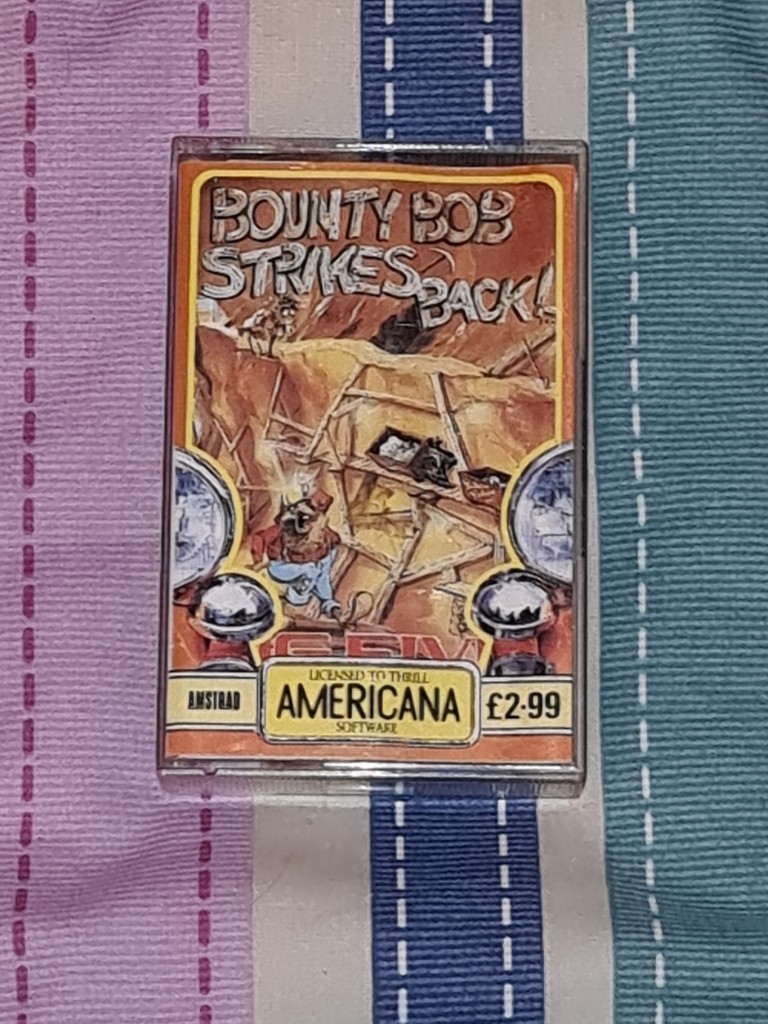 BOUNTY BOB
STRIKES
BACK!
LICENSED TO THRILL
AMSTRAD
AMERICANA
£2·99
SOFTWARE